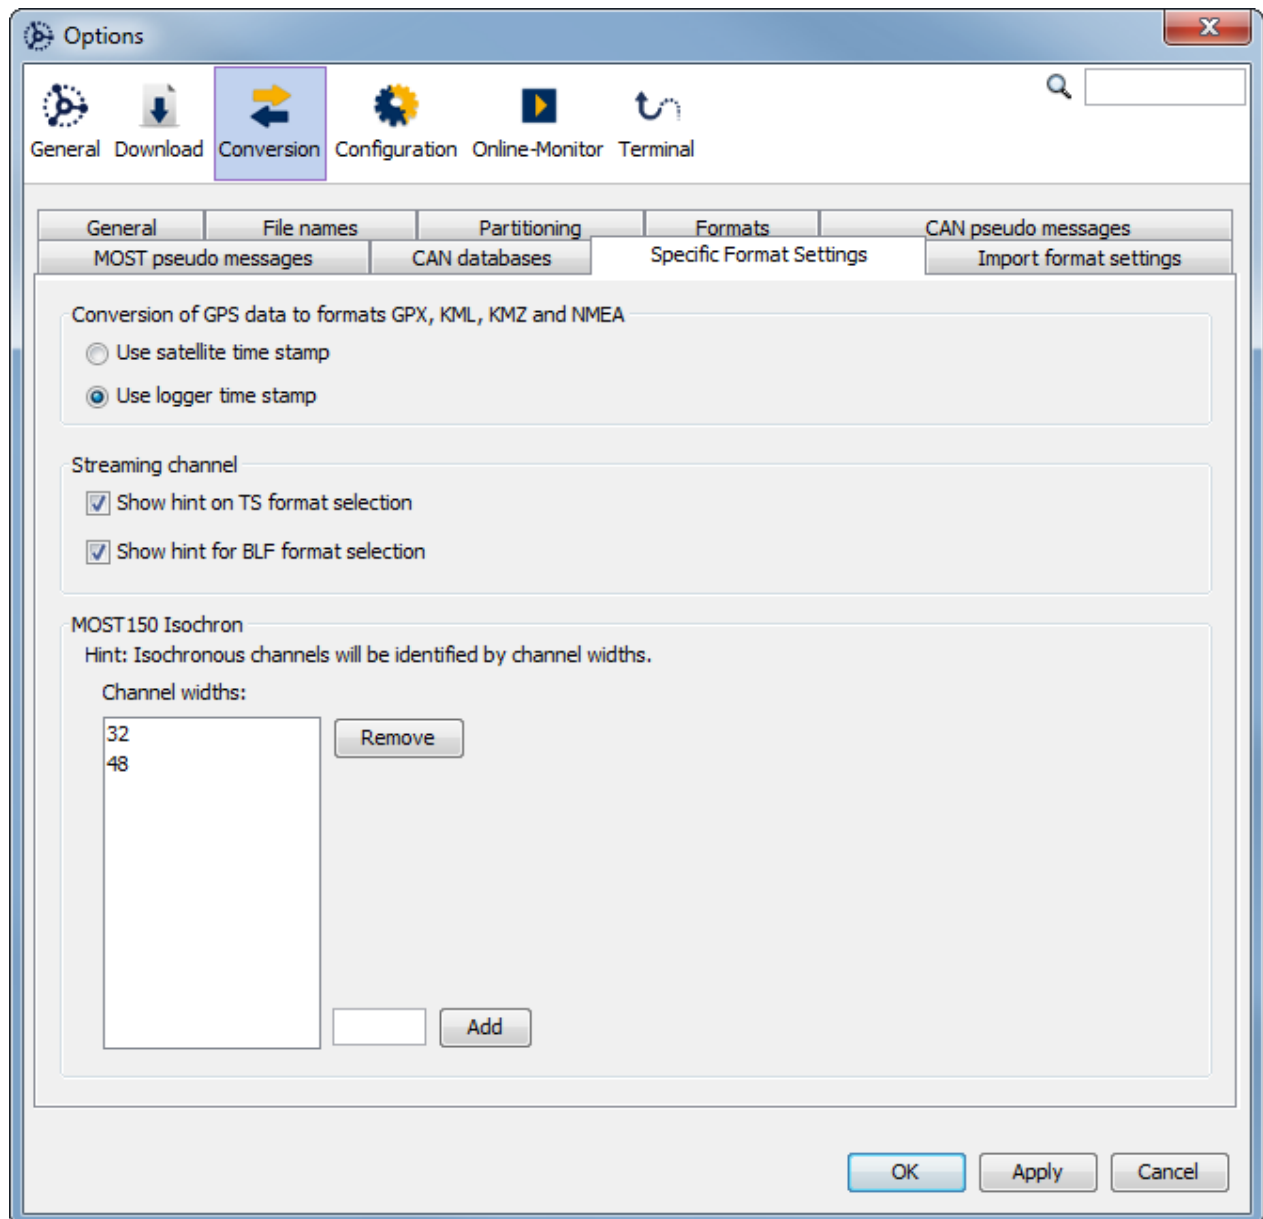 Options
General Download Conversion Configuration Online-Monitor Terminal
General File names Partitioning Formats CAN pseudo messages
MOST pseudo messages CAN databases Specific Format Settings Import format settings
Conversion of GPS data to formats GPX, KML, KMZ and NMEA
Use satellite time stamp
Use logger time stamp
Streaming channel
Show hint on TS format selection
Show hint for BLF format selection
MOST150 Isochron
Hint: Isochronous channels will be identified by channel widths.
Channel widths:
32
Remove
48
Add
OK Apply Cancel